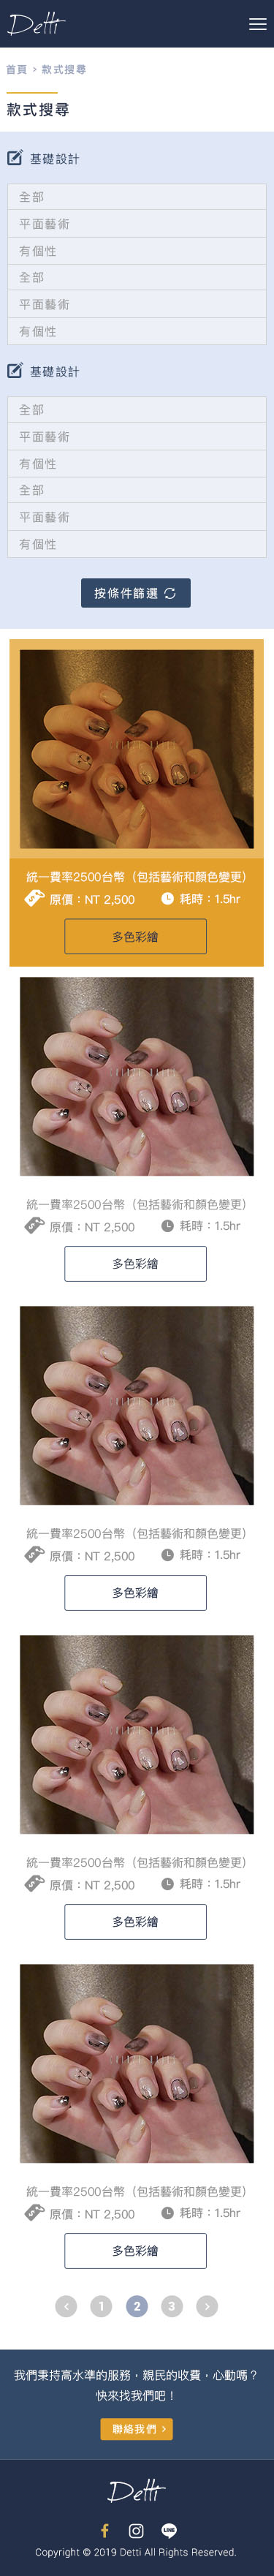 Detti
首頁 > 款式搜尋
款式搜尋
基礎設計
全部
平面藝術
有個性
全部
平面藝術
有個性
基礎設計
全部
平面藝術
有個性
全部
平面藝術
有個性
按條件篩選
統一費率2500台幣（包括藝術和顏色變更）
原價：NT 2,500 耗時：1.5hr
多色彩繪
統一費率2500台幣（包括藝術和顏色變更）
原價：NT 2,500 耗時：1.5hr
多色彩繪
統一費率2500台幣（包括藝術和顏色變更）
原價：NT 2,500 耗時：1.5hr
多色彩繪
統一費率2500台幣（包括藝術和顏色變更）
原價：NT 2,500 耗時：1.5hr
多色彩繪
統一費率2500台幣（包括藝術和顏色變更）
原價：NT 2,500 耗時：1.5hr
多色彩繪
< 1 2 3 >
我們秉持高水準的服務，親民的收費，心動嗎？
快來找我們吧！
聯絡我們 >
Detti
f LINE
Copyright © 2019 Detti All Rights Reserved.